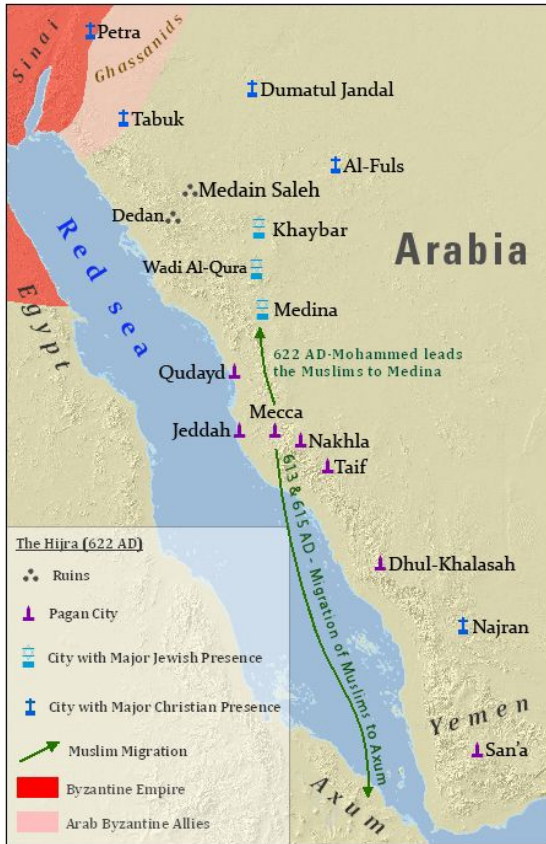 Petra
Sinai
Ghassanids
Dumatul Jandal
Tabuk
Al-Fuls
Medain Saleh
Dedan
Khaybar
Arabia
Red sea
Wadi Al-Qura
Egypt
Medina
622 AD-Mohammed leads
the Muslims to Medina
Qudayd
Mecca
Jeddah
Nakhla
Taif
613 & 615 AD - Migration of Muslims to Axum
The Hijra (622 AD)
Ruins
Dhul-Khalasah
Pagan City
Najran
City with Major Jewish Presence
City with Major Christian Presence
Yemen
Muslim Migration
San'a
Byzantine Empire
Axum
Arab Byzantine Allies